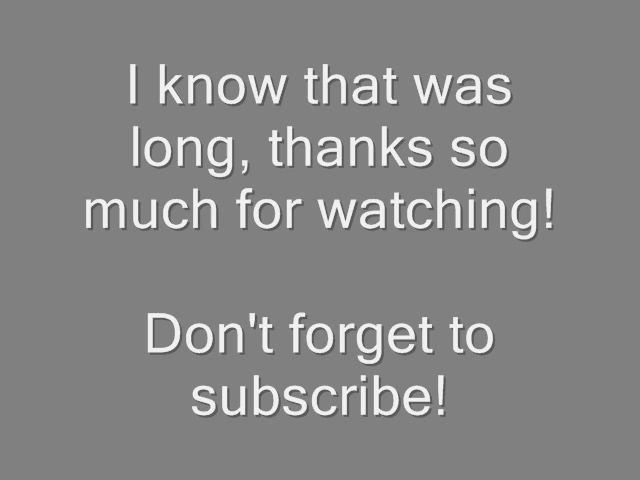 I know that was
long, thanks so
much for watching!
Don't forget to
subscribe!